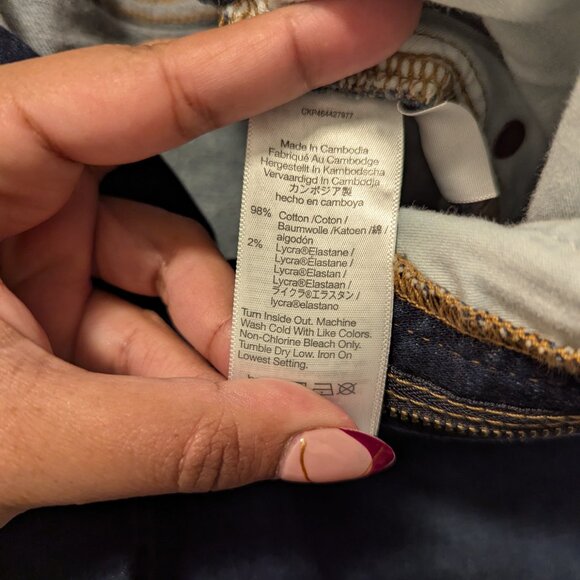 CKP464A27977
Made In Cambodia
Fabriqué Au Cambodge
Hergestellt In Kambodscha
Vervaardigd In Cambodja
カンボジア製
hecho en camboya
98% Cotton /Coton /
Baumwolle /Katoen /綿 /
algodón
2% Lycra®Elastane/
Lycra®Elastane /
Lycra®Elastan /
Lycra®Elastaan /
ライクラ®エラスタン /
lycra®elastano
Turn Inside Out. Machine
Wash Cold With Like Colors.
Non-Chlorine Bleach Only.
Tumble Dry Low. Iron On
Lowest Setting.